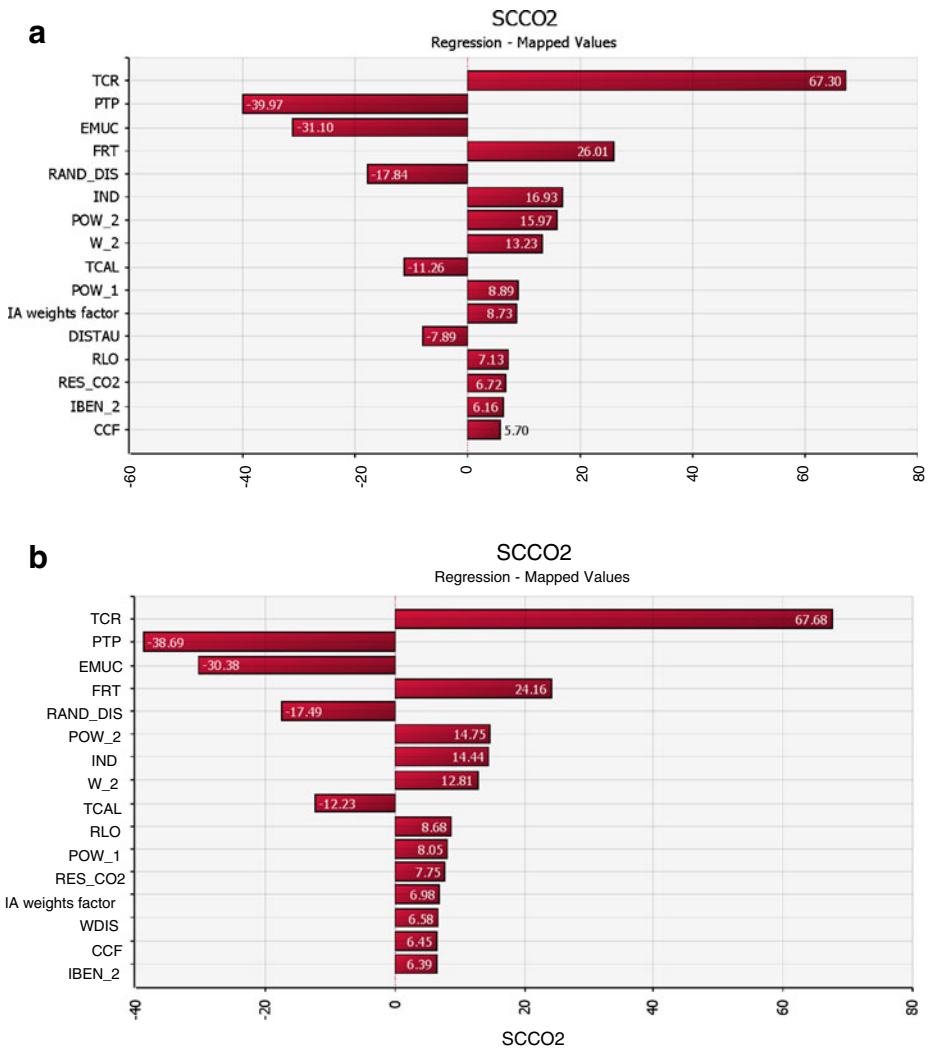 a
SCCO2
Regression - Mapped Values
TCR 67.30
PTP -39.97
EMUC -31.10
FRT 26.01
RAND_DIS -17.84
IND 16.93
POW_2 15.97
W_2 13.23
TCAL -11.26
POW_1 8.89
IA weights factor 8.73
DISTAU -7.89
RLO 7.13
RES_CO2 6.72
IBEN_2 6.16
CCF 5.70
-60 -40 -20 0 20 40 60 80
b
SCCO2
Regression - Mapped Values
TCR 67.68
PTP -38.69
EMUC -30.38
FRT 24.16
RAND_DIS -17.49
POW_2 14.75
IND 14.44
W_2 12.81
TCAL -12.23
RLO 8.68
POW_1 8.05
RES_CO2 7.75
IA weights factor 6.98
WDIS 6.58
CCF 6.45
IBEN_2 6.39
-40 -20 0 20 40 60 80
SCCO2